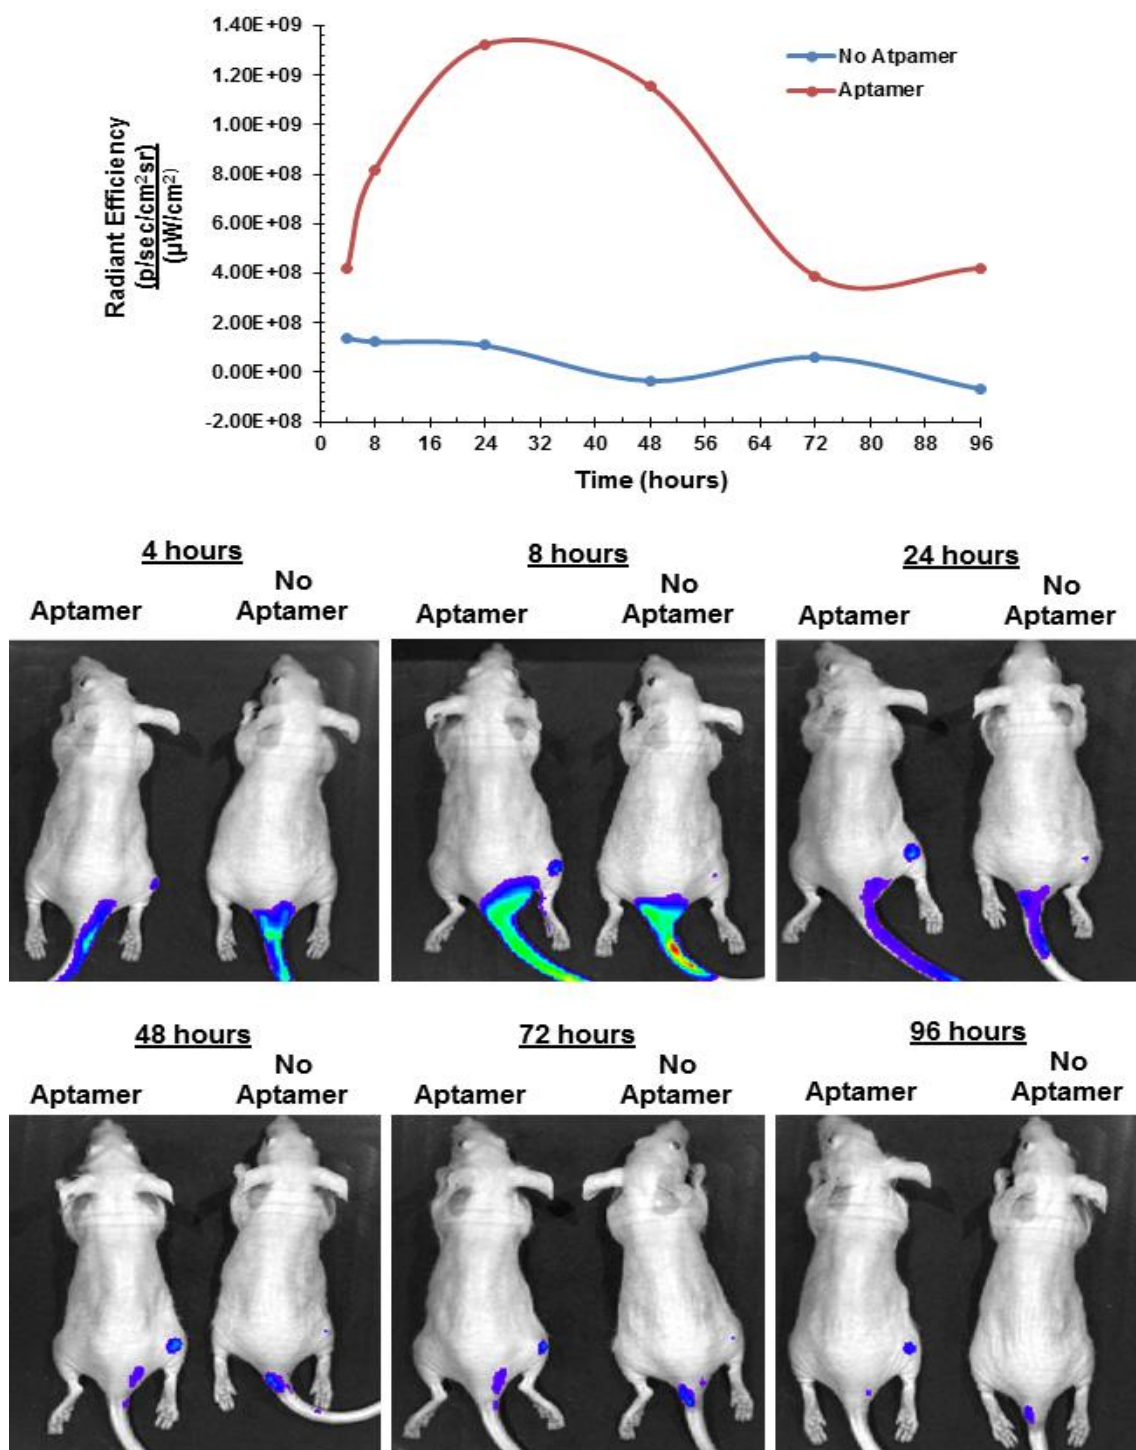 1.40E+09
1.20E+09
1.00E+09
8.00E+08
6.00E+08
4.00E+08
2.00E+08
0.00E+00
-2.00E+08
Radiant Efficiency
(p/sec/cm²sr)
(µW/cm²)
No Atpamer
Aptamer
0 8 16 24 32 40 48 56 64 72 80 88 96
Time (hours)
4 hours
Aptamer
No
Aptamer
8 hours
Aptamer
No
Aptamer
24 hours
Aptamer
No
Aptamer
48 hours
Aptamer
No
Aptamer
72 hours
Aptamer
No
Aptamer
96 hours
Aptamer
No
Aptamer